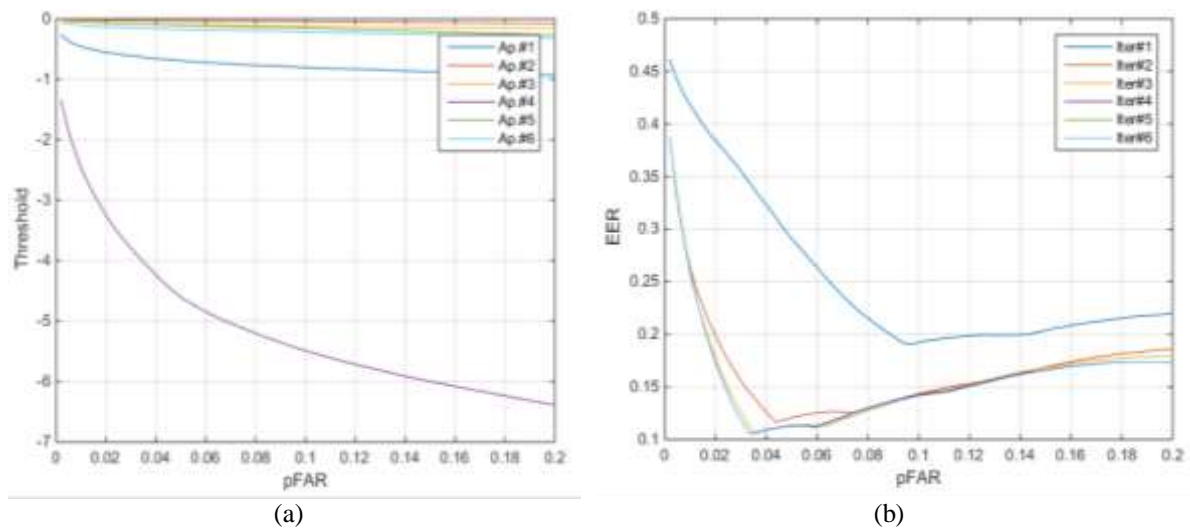 0
-1
-2
-3
-4
-5
-6
-7
Threshold
0 0.02 0.04 0.06 0.08 0.1 0.12 0.14 0.16 0.18 0.2
pFAR
Ap.#1
Ap.#2
Ap.#3
Ap.#4
Ap.#5
Ap.#6
(a)
0.5
0.45
0.4
0.35
0.3
0.25
0.2
0.15
0.1
EER
0 0.02 0.04 0.06 0.08 0.1 0.12 0.14 0.16 0.18 0.2
pFAR
Iter#1
Iter#2
Iter#3
Iter#4
Iter#5
Iter#6
(b)